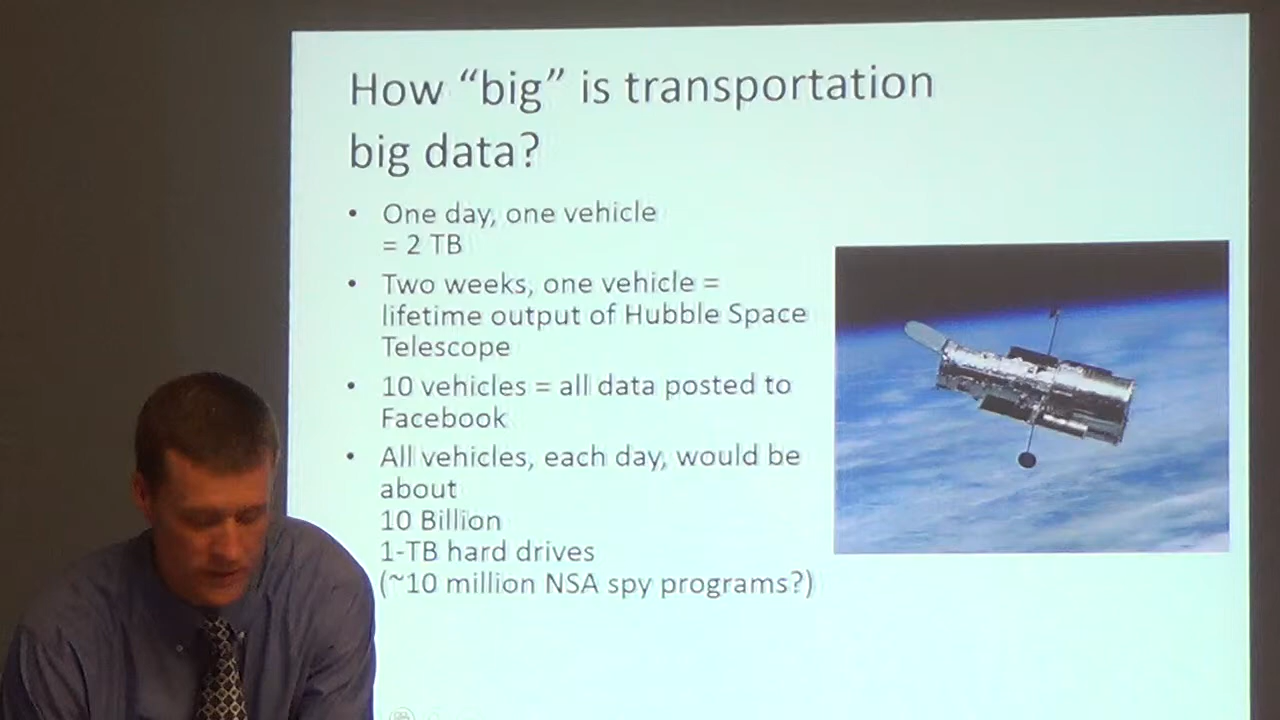 How “big” is transportation
big data?
• One day, one vehicle
= 2 TB
• Two weeks, one vehicle =
lifetime output of Hubble Space
Telescope
• 10 vehicles = all data posted to
Facebook
• All vehicles, each day, would be
about
10 Billion
1-TB hard drives
(~10 million NSA spy programs?)